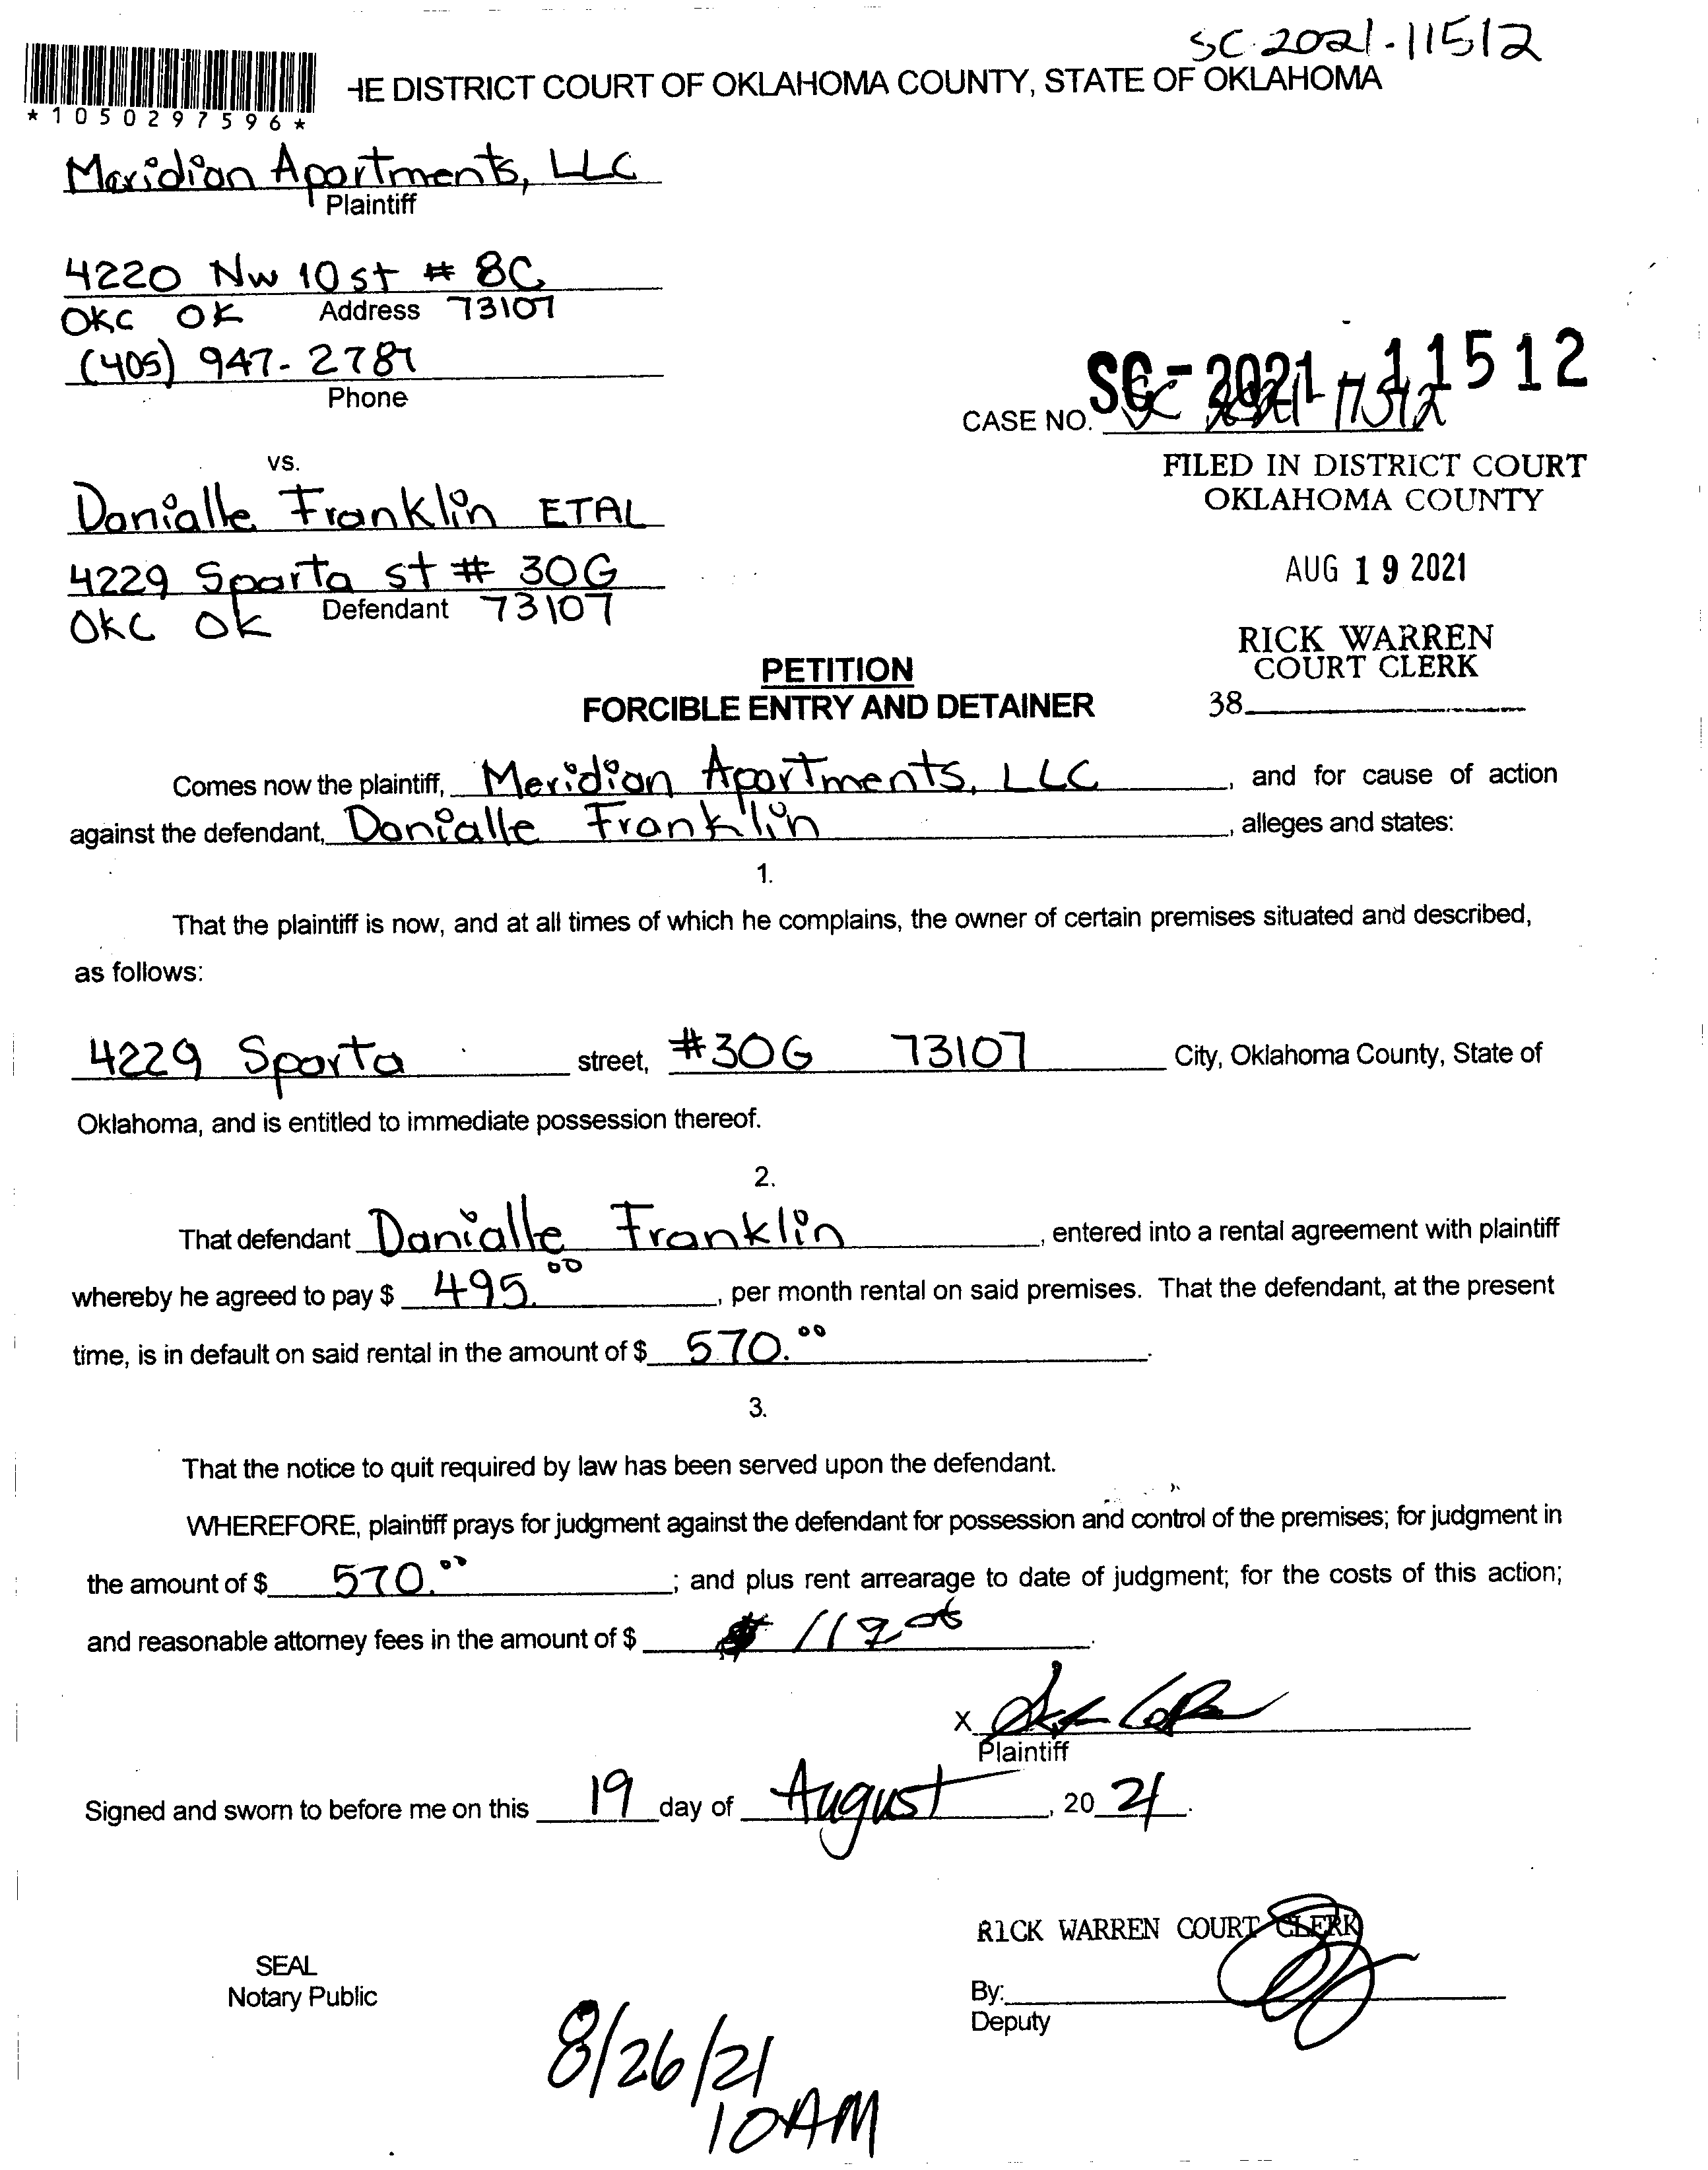 SC-2021-11512
*1050297596*
HE DISTRICT COURT OF OKLAHOMA COUNTY, STATE OF OKLAHOMA
Meridian Apartments, LLC
Plaintiff
4220 NW 10 st # 8C
OKC OK Address 73107
(405) 947-2787
Phone
SC-2021-11512
CASE NO. SC 2021-11512
vs.
FILED IN DISTRICT COURT
OKLAHOMA COUNTY
Danialle Franklin ETAL
4229 Sparta st # 30G
AUG 19 2021
OKC OK Defendant 73107
RICK WARREN
COURT CLERK
38
PETITION
FORCIBLE ENTRY AND DETAINER
Comes now the plaintiff, Meridian Apartments, LLC, and for cause of action
against the defendant, Danialle Franklin, alleges and states:
1.
That the plaintiff is now, and at all times of which he complains, the owner of certain premises situated and described,
as follows:
4229 Sparta street, #30G 73107 City, Oklahoma County, State of
Oklahoma, and is entitled to immediate possession thereof.
2.
That defendant Danialle Franklin, entered into a rental agreement with plaintiff
whereby he agreed to pay $ 495.00, per month rental on said premises. That the defendant, at the present
time, is in default on said rental in the amount of $ 570.00.
3.
That the notice to quit required by law has been served upon the defendant.
WHEREFORE, plaintiff prays for judgment against the defendant for possession and control of the premises; for judgment in
the amount of $ 570.00; and plus rent arrearage to date of judgment; for the costs of this action;
and reasonable attorney fees in the amount of $
X
Plaintiff
Signed and sworn to before me on this 19 day of August, 2021.
RICK WARREN COURT CLERK
SEAL
Notary Public
By:
Deputy
8/26/21
10AM